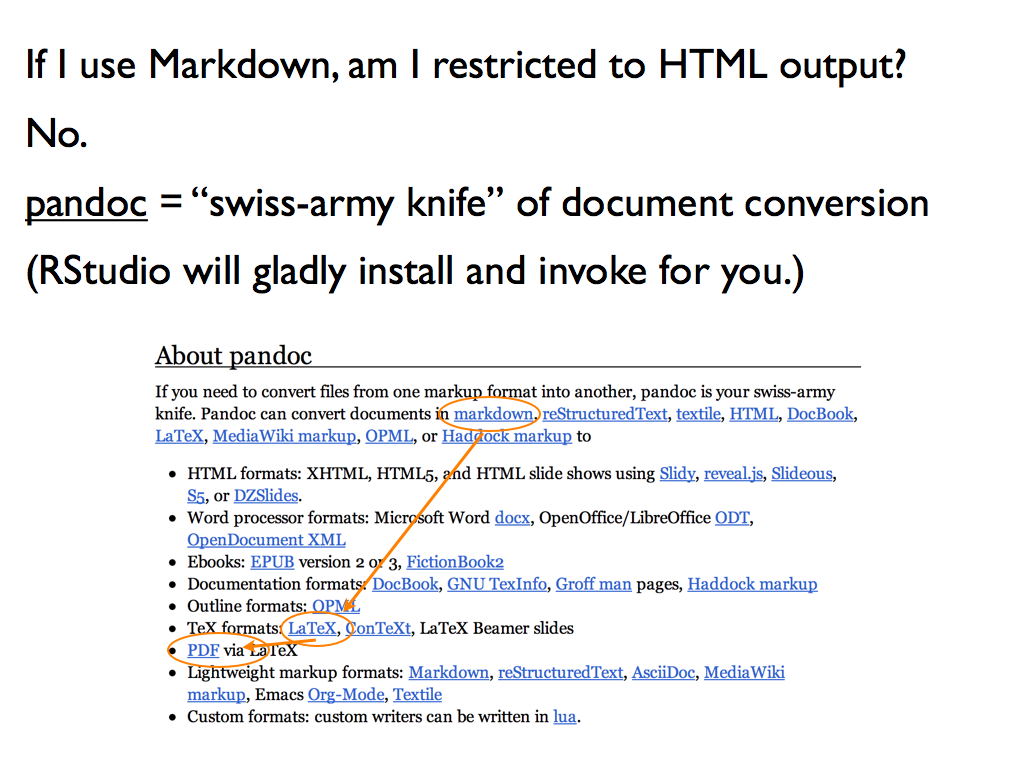 If I use Markdown, am I restricted to HTML output?
No.
pandoc = “swiss-army knife” of document conversion
(RStudio will gladly install and invoke for you.)
About pandoc
If you need to convert files from one markup format into another, pandoc is your swiss-army
knife. Pandoc can convert documents in markdown, reStructuredText, textile, HTML, DocBook,
LaTeX, MediaWiki markup, OPML, or Haddock markup to
• HTML formats: XHTML, HTML5, and HTML slide shows using Slidy, reveal.js, Slideous,
S5, or DZSlides.
• Word processor formats: Microsoft Word docx, OpenOffice/LibreOffice ODT,
OpenDocument XML
• Ebooks: EPUB version 2 or 3, FictionBook2
• Documentation formats: DocBook, GNU TexInfo, Groff man pages, Haddock markup
• Outline formats: OPML
• TeX formats: LaTeX, ConTeXt, LaTeX Beamer slides
• PDF via LaTeX
• Lightweight markup formats: Markdown, reStructuredText, AsciiDoc, MediaWiki
markup, Emacs Org-Mode, Textile
• Custom formats: custom writers can be written in lua.